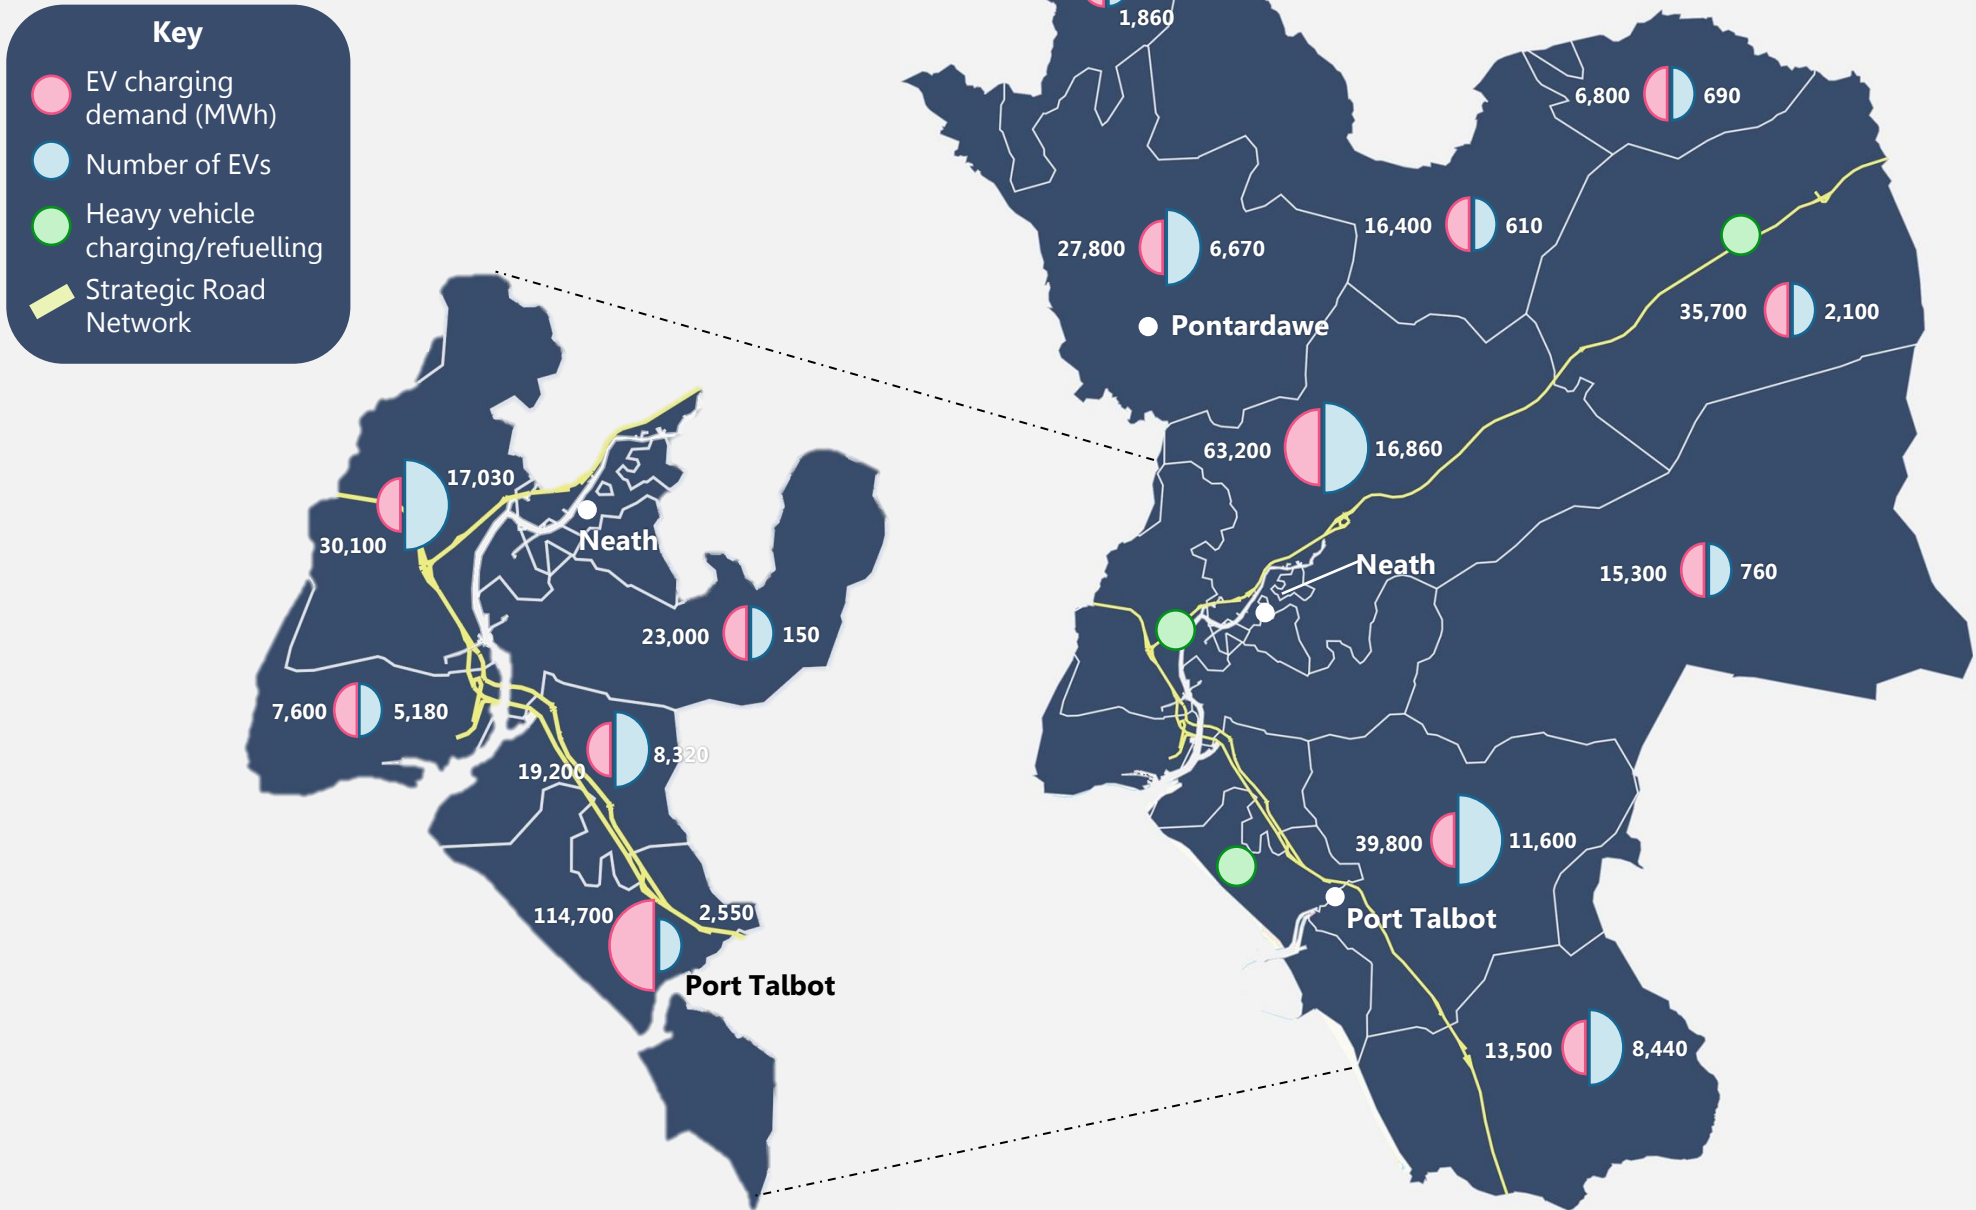 Key
EV charging
demand (MWh)
Number of EVs
Heavy vehicle
charging/refuelling
Strategic Road
Network
1,860
6,800 690
16,400 610
27,800 6,670
35,700 2,100
Pontardawe
63,200 16,860
17,030
30,100
Neath
Neath
15,300 760
23,000 150
7,600 5,180
8,320
19,200
39,800 11,600
114,700 2,550
Port Talbot
Port Talbot
13,500 8,440